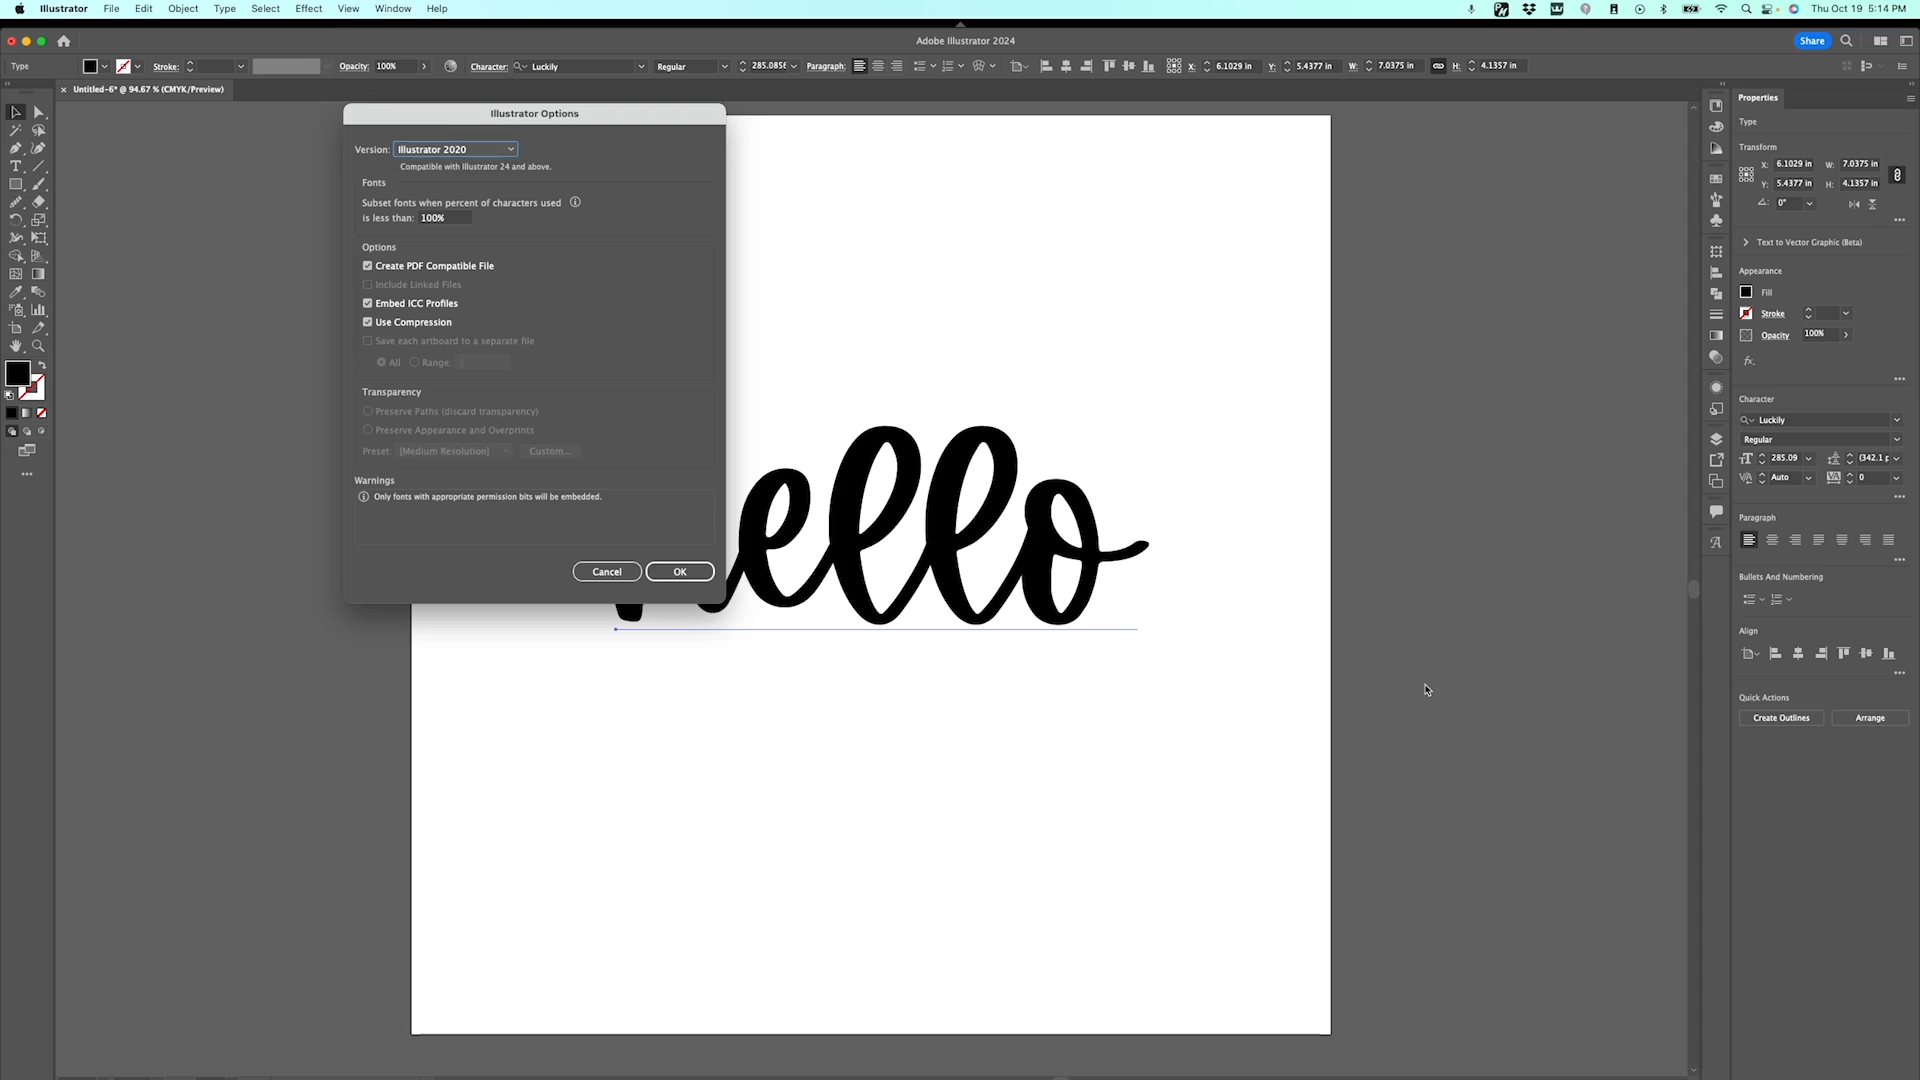 Illustrator File Edit Object Type Select Effect View Window Help Thu Oct 19 5:14 PM
Adobe Illustrator 2024 Share
Type Stroke: Opacity: 100% Character: Luckily Regular 285.085 Paragraph: X: 6.1029 in Y: 5.4377 in W: 7.0375 in H: 4.1357 in
× Untitled-6* @ 94.67 % (CMYK/Preview)
Illustrator Options
Version: Illustrator 2020
Compatible with Illustrator 24 and above.
Fonts
Subset fonts when percent of characters used
is less than: 100%
Options
Create PDF Compatible File
Include Linked Files
Embed ICC Profiles
Use Compression
Save each artboard to a separate file
All Range:
Transparency
Preserve Paths (discard transparency)
Preserve Appearance and Overprints
Preset: [Medium Resolution] Custom...
Warnings
Only fonts with appropriate permission bits will be embedded.
Cancel OK
ello
Properties
Type
Transform
X: 6.1029 in W: 7.0375 in
Y: 5.4377 in H: 4.1357 in
0°
Text to Vector Graphic (Beta)
Appearance
Fill
Stroke
Opacity 100%
fx.
Character
Luckily
Regular
285.09 (342.1 p
Auto 0
Paragraph
Bullets And Numbering
Align
Quick Actions
Create Outlines Arrange